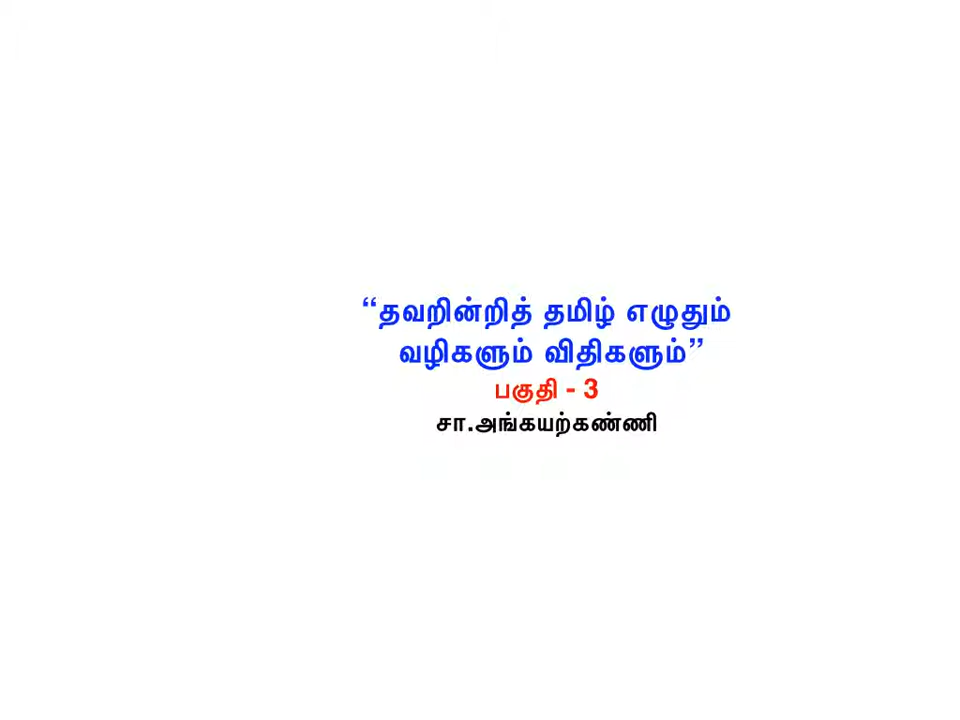 “தவறின்றித் தமிழ் எழுதும்
வழிகளும் விதிகளும்”
பகுதி - 3
சா.அங்கயற்கண்ணி